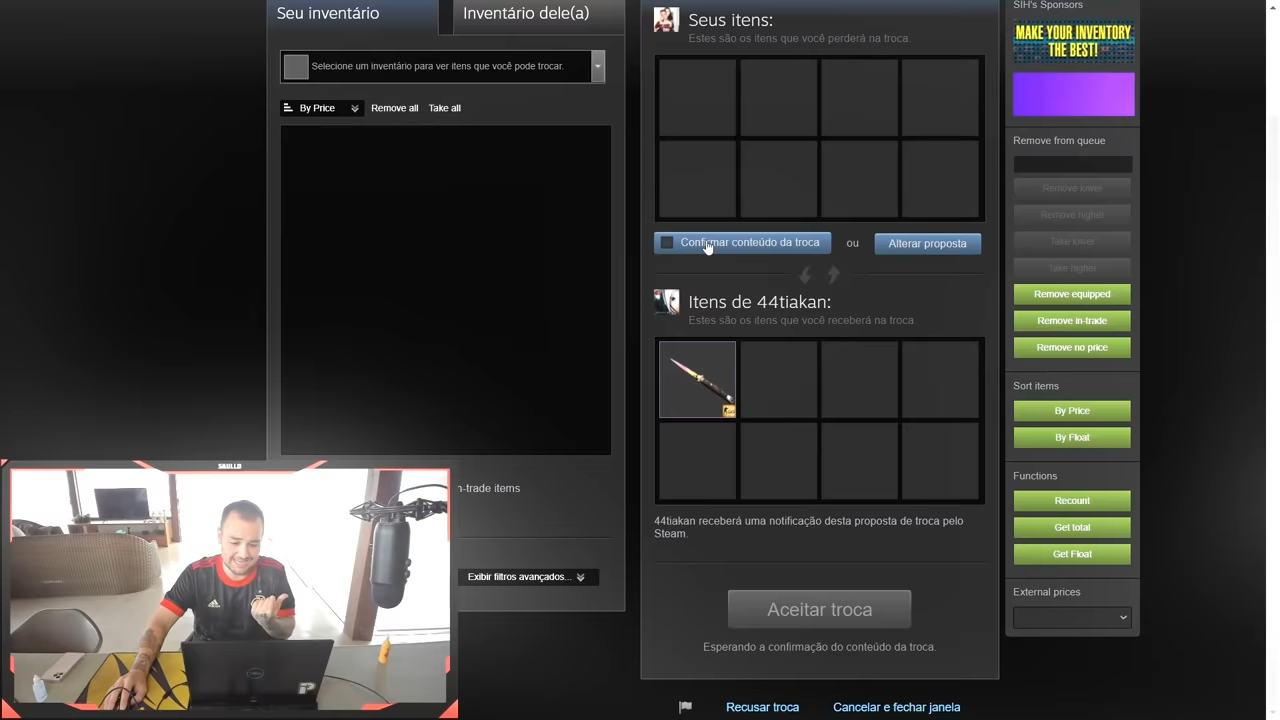 Seu inventário
Inventário dele(a)
Selecione um inventário para ver itens que você pode trocar.
By Price
Remove all
Take all
n-trade items
Exibir filtros avançados...
Seus itens:
Estes são os itens que você perderá na troca.
Confirmar conteúdo da troca
ou
Alterar proposta
Itens de 44tiakan:
Estes são os itens que você receberá na troca.
44tiakan receberá uma notificação desta proposta de troca pelo
Steam.
Aceitar troca
Esperando a confirmação do conteúdo da troca.
Recusar troca
Cancelar e fechar janela
SIH's Sponsors
MAKE YOUR INVENTORY
THE BEST!
Remove from queue
Remove lower
Remove higher
Take lower
Take higher
Remove equipped
Remove in-trade
Remove no price
Sort items
By Price
By Float
Functions
Recount
Get total
Get Float
External prices
SAULLO